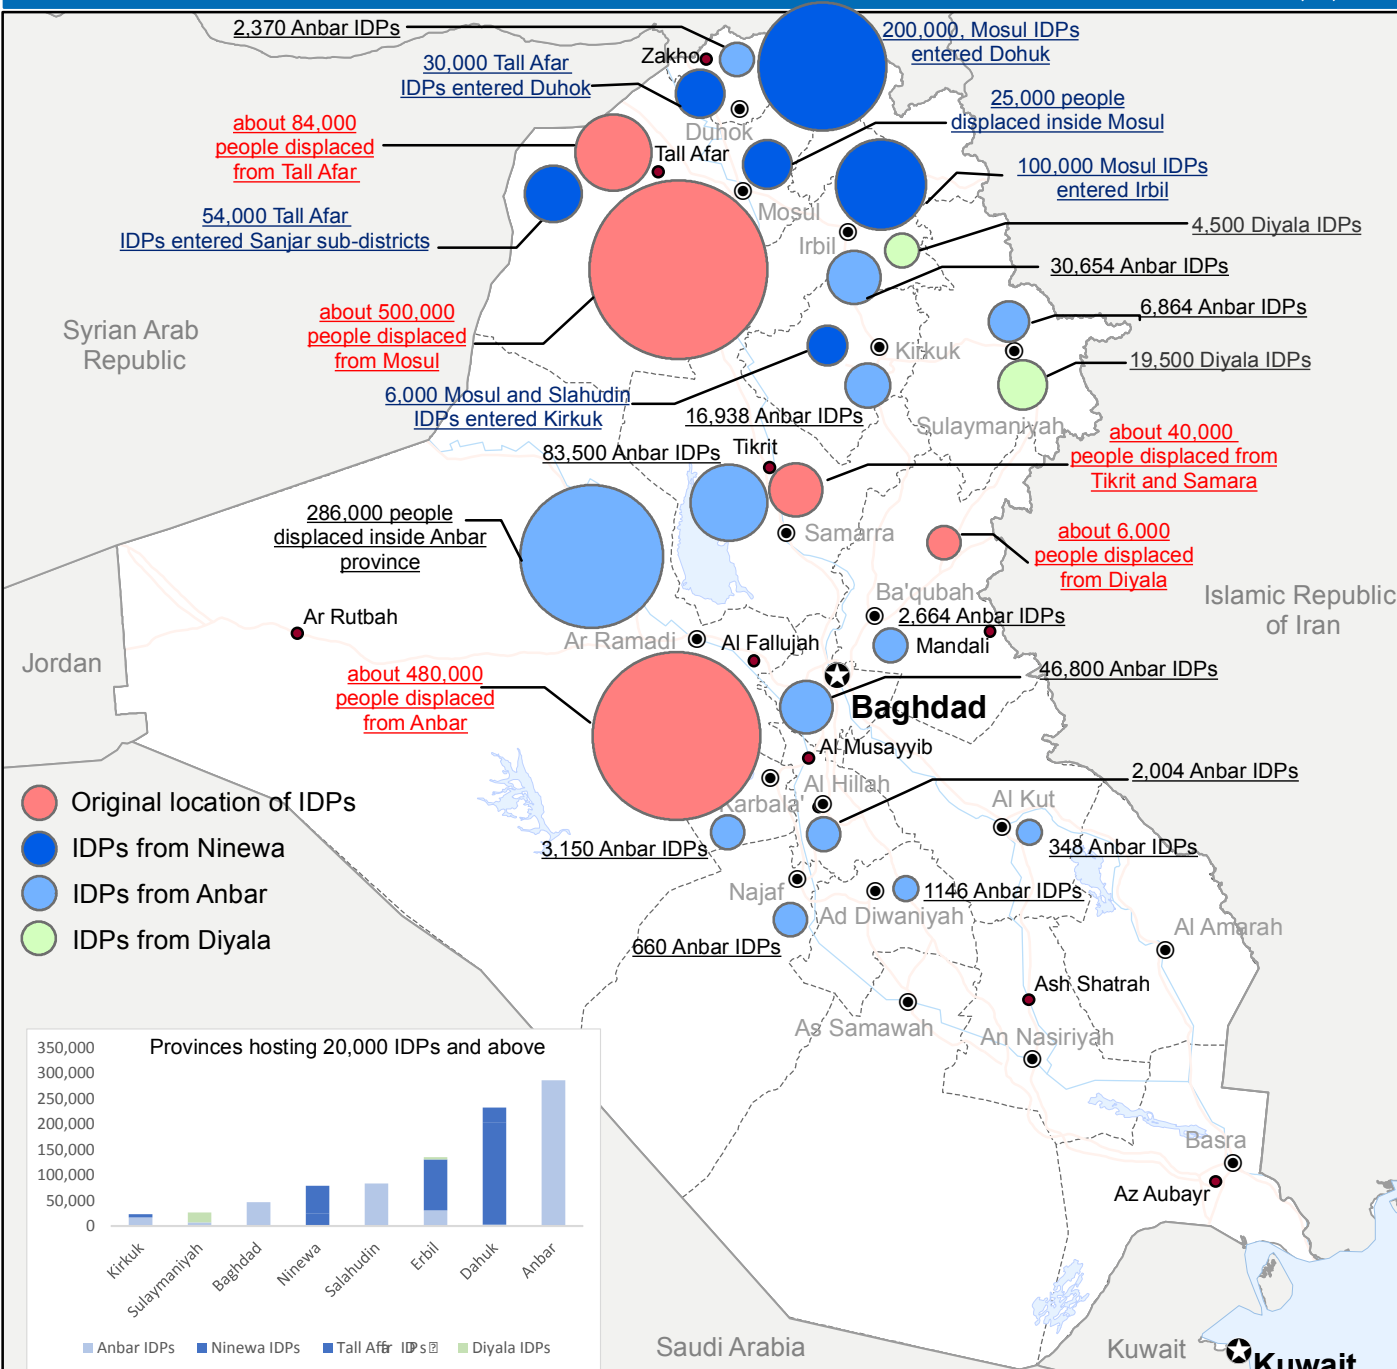 2,370 Anbar IDPs
200,000, Mosul IDPs
entered Dohuk
Zakho
30,000 Tall Afar
IDPs entered Duhok
25,000 people
displaced inside Mosul
Duhok
about 84,000
people displaced
from Tall Afar
Tall Afar
100,000 Mosul IDPs
entered Irbil
54,000 Tall Afar
IDPs entered Sanjar sub-districts
Mosul
4,500 Diyala IDPs
Irbil
30,654 Anbar IDPs
6,864 Anbar IDPs
about 500,000
people displaced
from Mosul
Syrian Arab
Republic
Kirkuk
19,500 Diyala IDPs
6,000 Mosul and Slahudin
IDPs entered Kirkuk
16,938 Anbar IDPs
Sulaymaniyah
83,500 Anbar IDPs
Tikrit
about 40,000
people displaced from
Tikrit and Samara
286,000 people
displaced inside Anbar
province
Samarra
about 6,000
people displaced
from Diyala
Ba'qubah
Islamic Republic
of Iran
2,664 Anbar IDPs
Mandali
Ar Rutbah
Ar Ramadi
Al Fallujah
Jordan
46,800 Anbar IDPs
about 480,000
people displaced
from Anbar
Baghdad
Al Musayyib
2,004 Anbar IDPs
Al Hillah
Karbala'
Al Kut
Original location of IDPs
IDPs from Ninewa
IDPs from Anbar
IDPs from Diyala
3,150 Anbar IDPs
348 Anbar IDPs
Najaf
1146 Anbar IDPs
Ad Diwaniyah
660 Anbar IDPs
Al Amarah
Ash Shatrah
As Samawah
An Nasiriyah
Basra
Az Aubayr
Saudi Arabia
Kuwait
Kuwait
Provinces hosting 20,000 IDPs and above
350,000
300,000
250,000
200,000
150,000
100,000
50,000
0
Kirkuk
Sulaymaniyah
Baghdad
Ninewa
Salahudin
Erbil
Dahuk
Anbar
Anbar IDPs
Ninewa IDPs
Tall Affr IDPs
Diyala IDPs